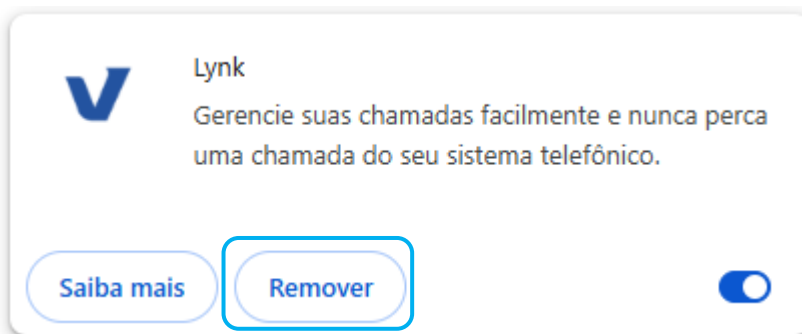 Lynk
Gerencie suas chamadas facilmente e nunca perca
uma chamada do seu sistema telefônico.
Saiba mais
Remover